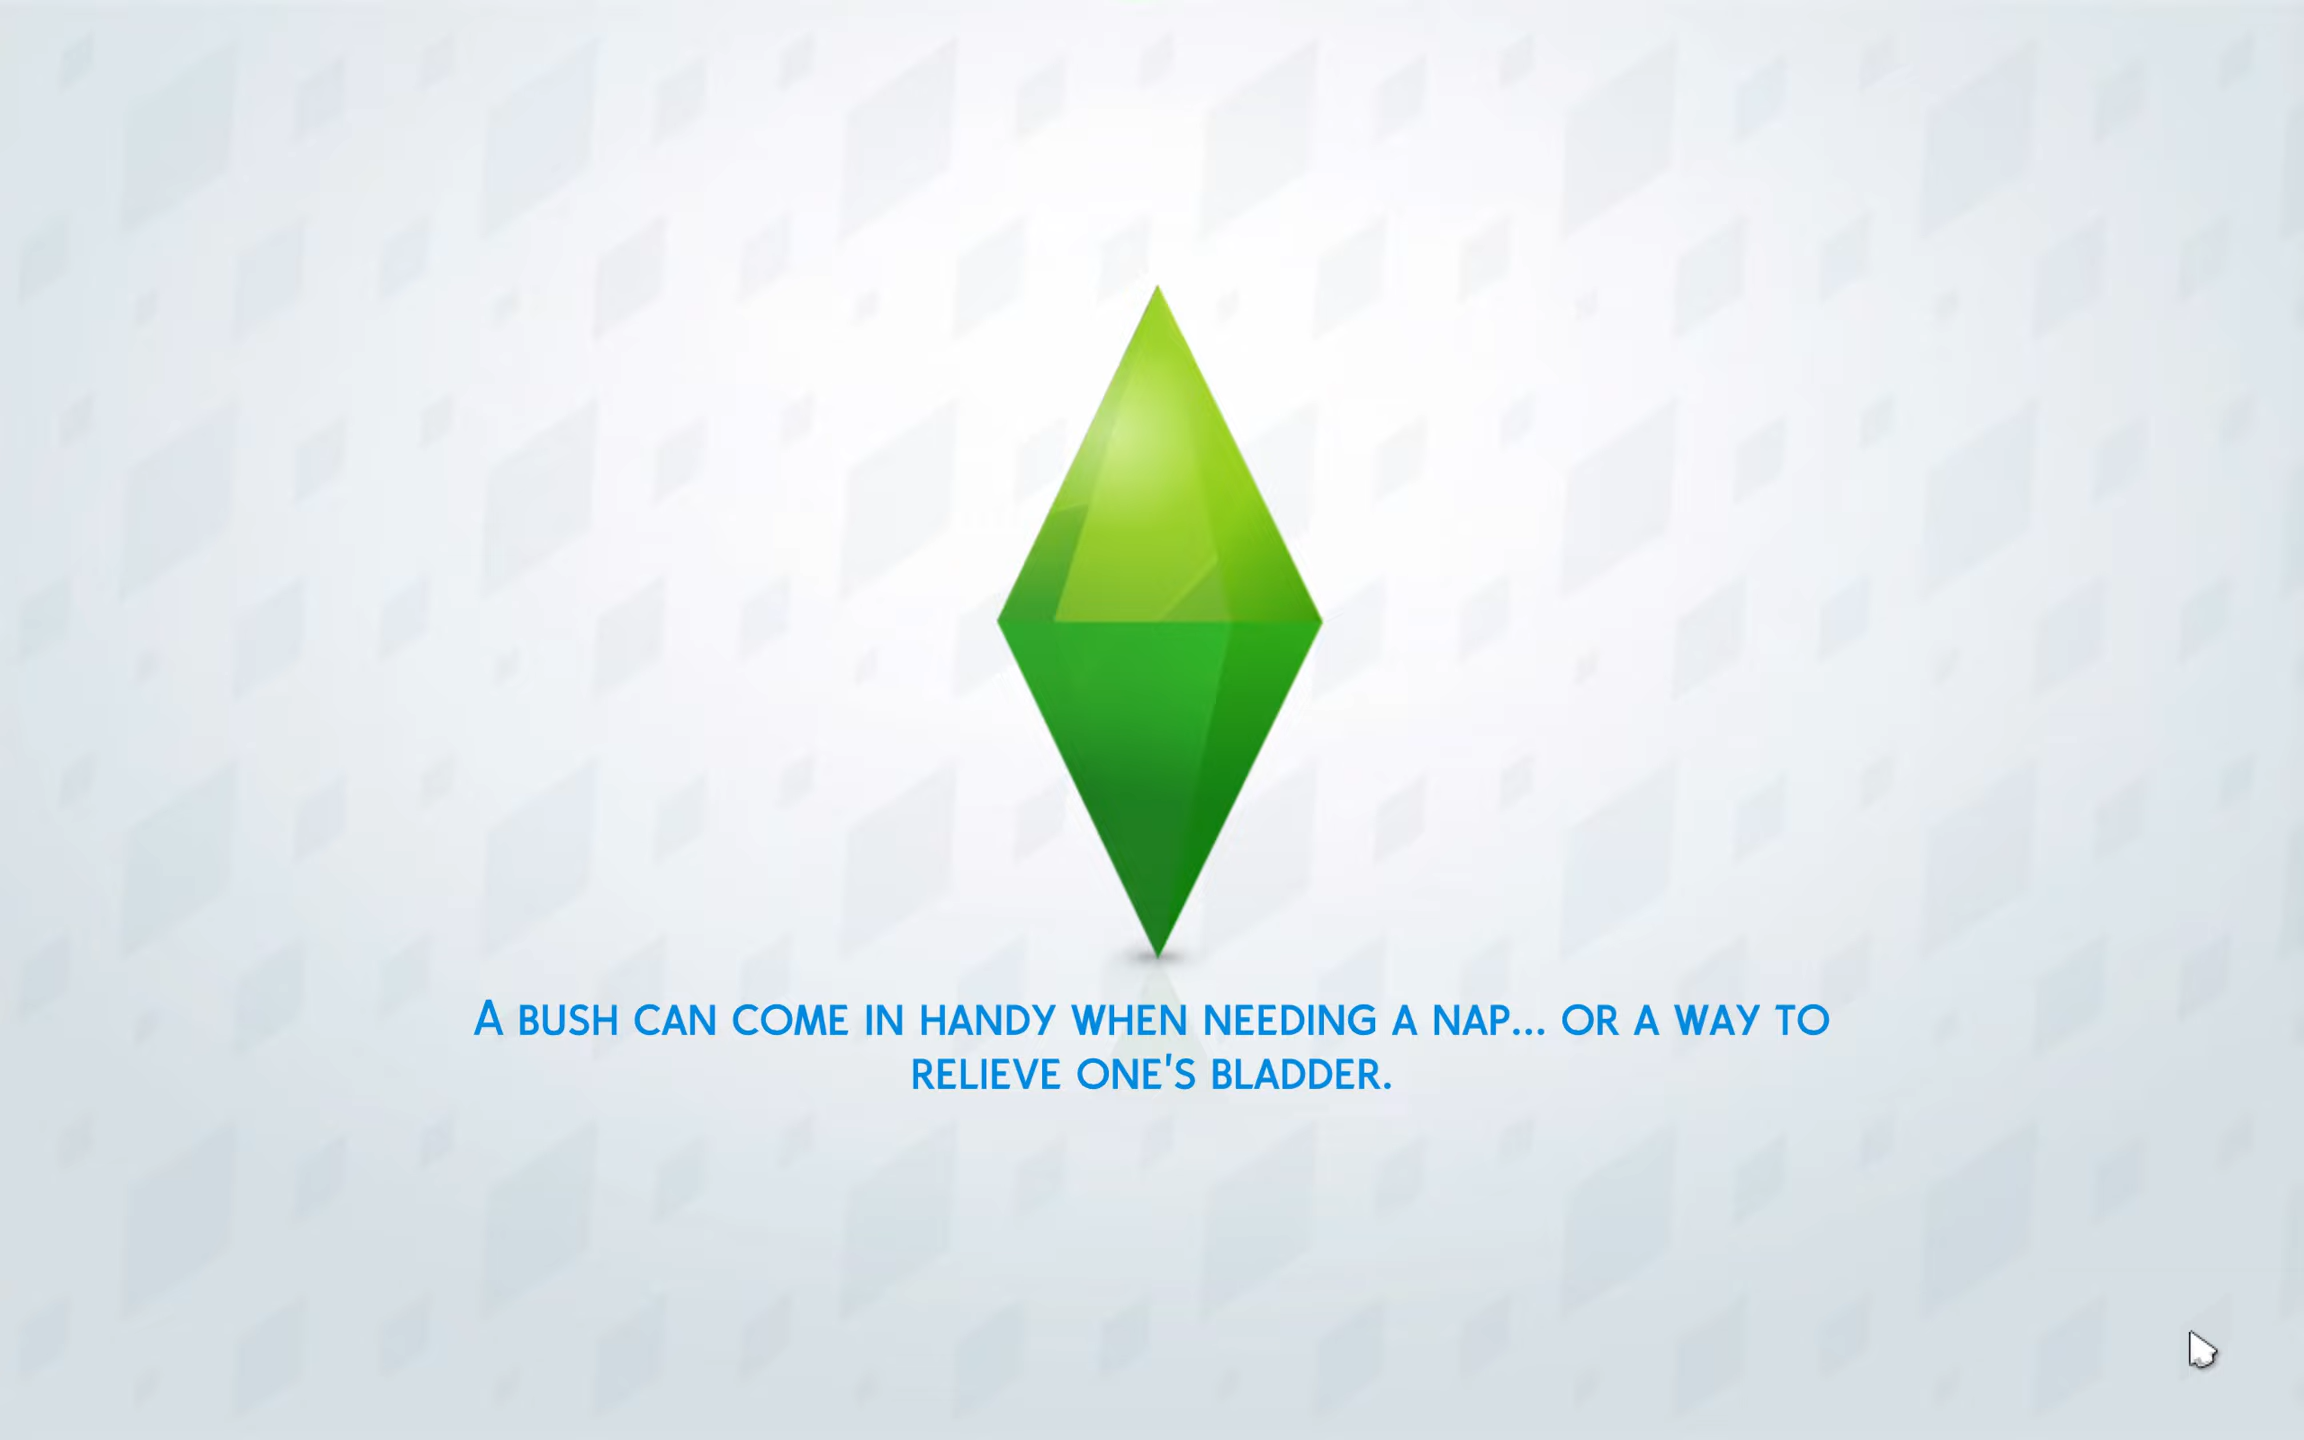 A BUSH CAN COME IN HANDY WHEN NEEDING A NAP... OR A WAY TO
RELIEVE ONE'S BLADDER.